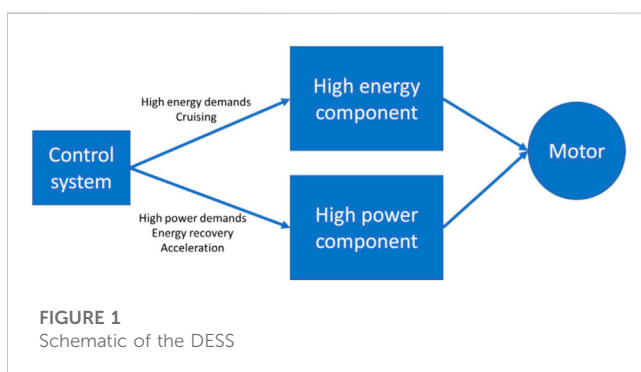 High energy demands
Cruising
High energy
component
Control
system
Motor
High power demands
Energy recovery
Acceleration
High power
component
FIGURE 1
Schematic of the DESS